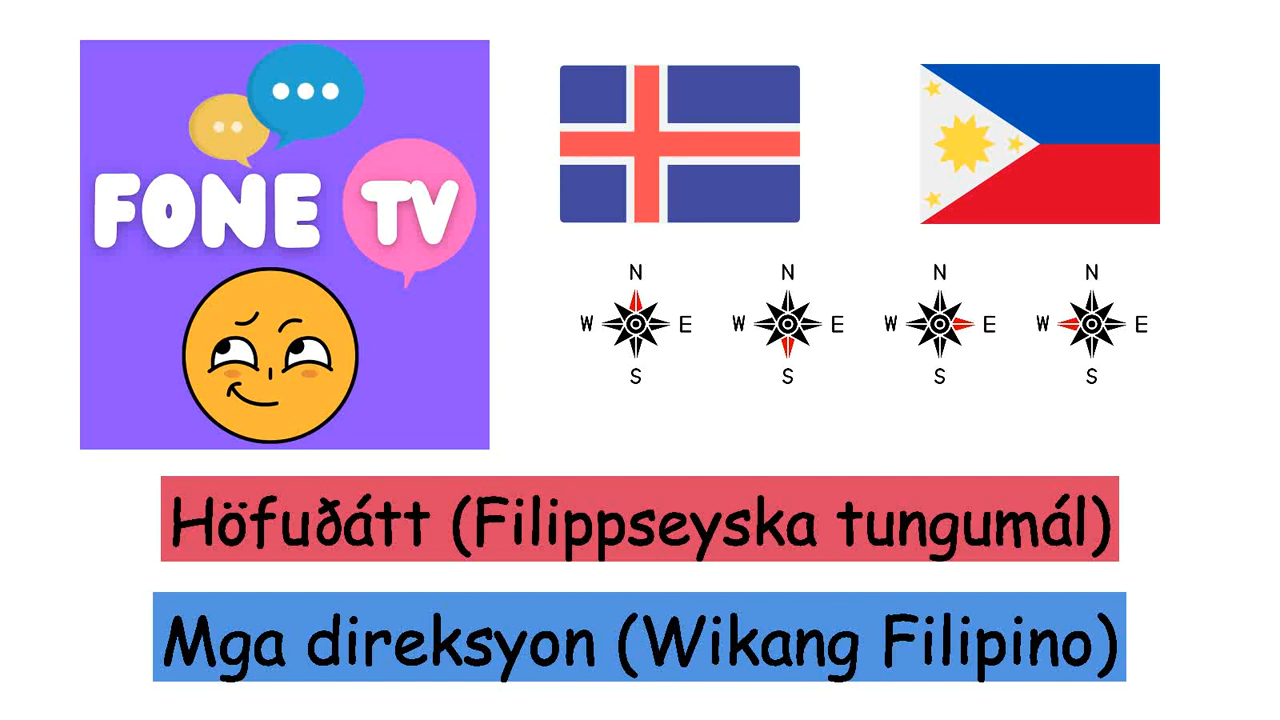 FONE TV
N N N N
W E W E W E W E
S S S S
Höfuðátt (Filippseyska tungumál)
Mga direksyon (Wikang Filipino)